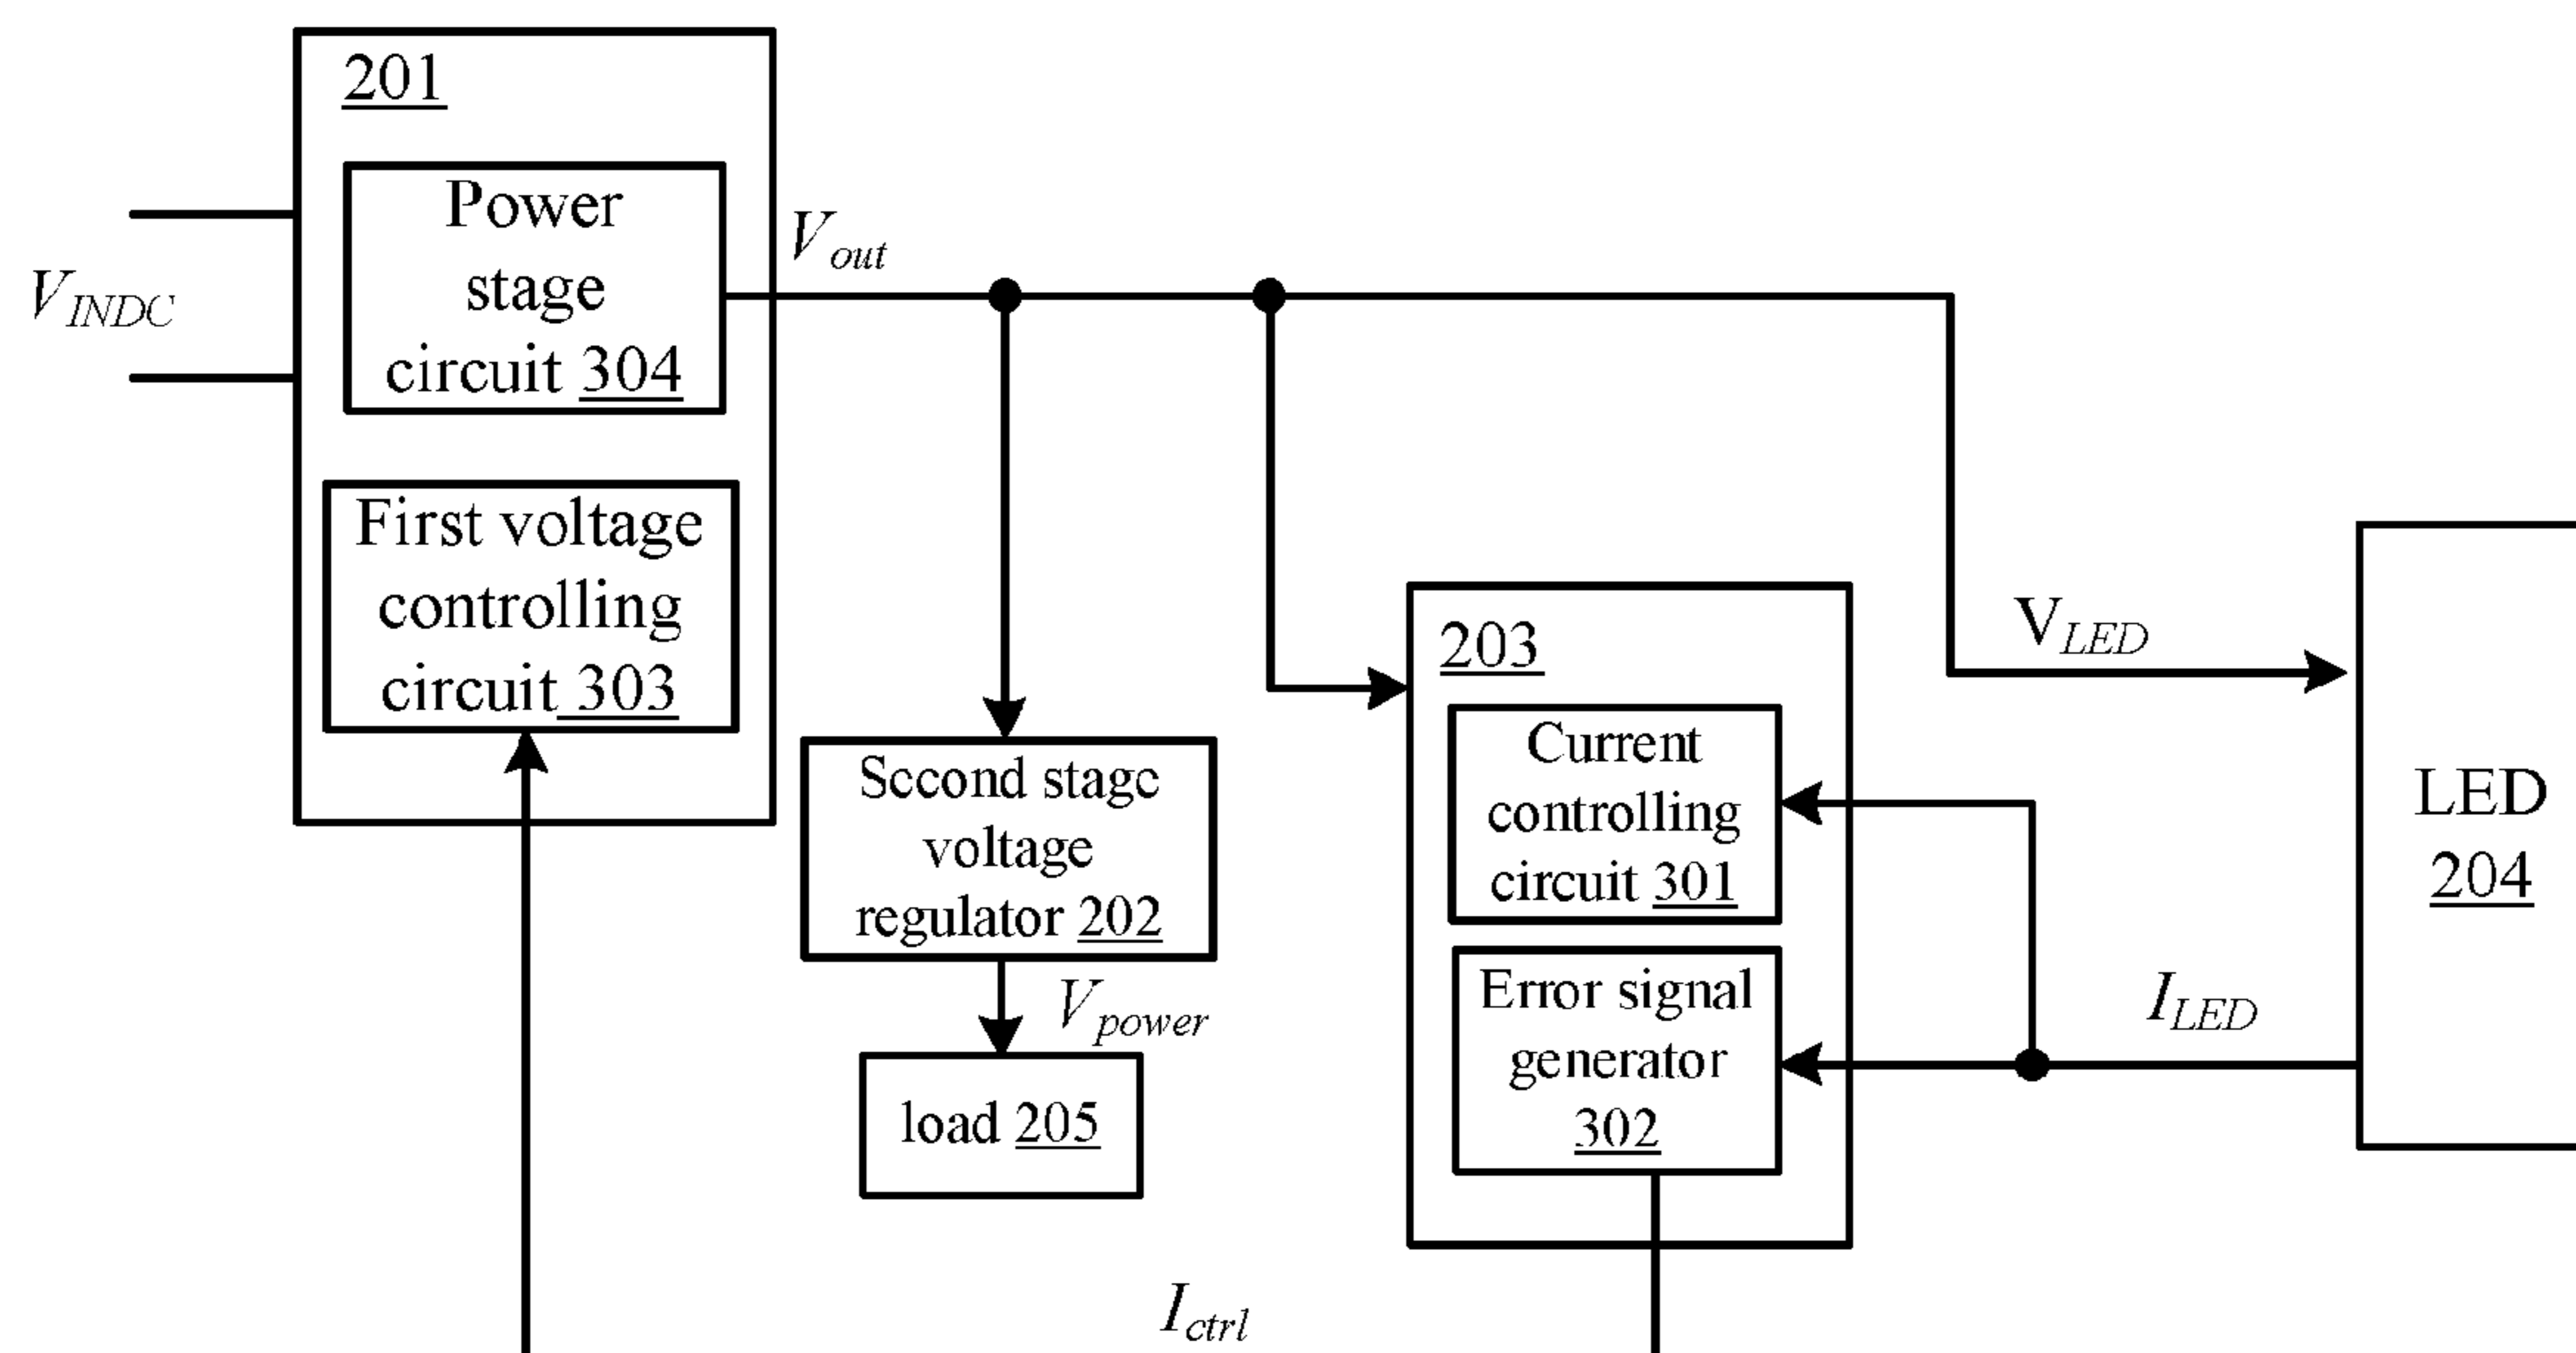 201
Power
stage
circuit 304
V_INDC
V_out
First voltage
controlling
circuit 303
Second stage
voltage
regulator 202
V_power
load 205
203
Current
controlling
circuit 301
Error signal
generator
302
V_LED
LED
204
I_LED
I_ctrl